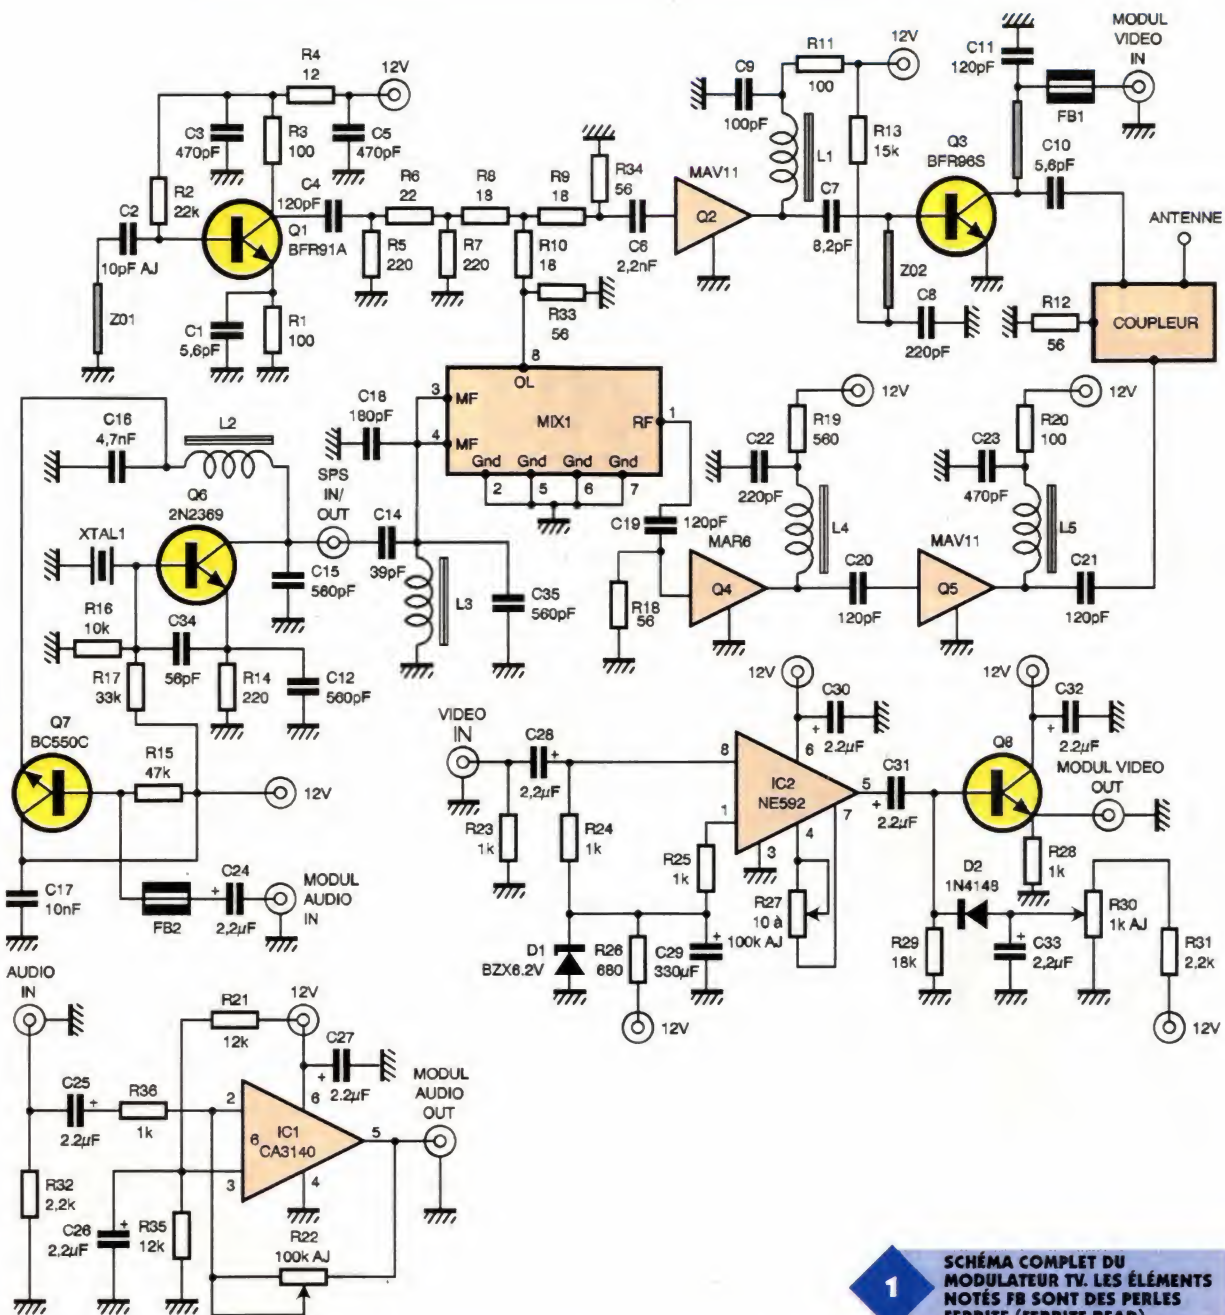 R4
12
12V
C3
470pF
R3
100
C5
470pF
R2
22k
C2
10pF AJ
C4
120pF
Q1
BFR91A
Z01
C1
5,6pF
R1
100
R6
22
R8
18
R9
18
R5
220
R7
220
R10
18
R34
56
C6
2,2nF
R33
56
C9
100pF
R11
100
12V
L1
R13
15k
MAV11
Q2
C7
8,2pF
Z02
C8
220pF
Q3
BFR96S
C11
120pF
MODUL
VIDEO
IN
FB1
C10
5,6pF
ANTENNE
R12
56
COUPLEUR
C16
4,7nF
L2
Q6
2N2369
SPS
IN/
OUT
XTAL1
C15
560pF
R16
10k
C34
56pF
R17
33k
R14
220
C12
560pF
C18
180pF
C14
39pF
L3
C35
560pF
8
OL
3
MF
4
MF
MIX1
RF
1
Gnd
Gnd
Gnd
Gnd
2
5
6
7
C19
120pF
R18
56
MAR6
Q4
C22
220pF
R19
560
12V
L4
C20
120pF
MAV11
Q5
C23
470pF
R20
100
12V
L5
C21
120pF
Q7
BC550C
R15
47k
12V
C17
10nF
FB2
C24
2,2µF
+
MODUL
AUDIO
IN
VIDEO
IN
C28
2,2µF
+
R23
1k
R24
1k
R25
1k
D1
BZX6.2V
R26
680
C29
330µF
+
12V
8
1
IC2
NE592
6
5
7
4
3
12V
C30
2.2µF
+
R27
10 à
100k AJ
C31
2.2µF
+
Q8
12V
C32
2.2µF
+
MODUL VIDEO
OUT
R28
1k
D2
1N4148
R29
18k
C33
2,2µF
+
R30
1k AJ
R31
2,2k
12V
AUDIO
IN
C25
2.2µF
+
R36
1k
R21
12k
12V
C27
2.2µF
+
MODUL
AUDIO
OUT
2
3
6
IC1
6
CA3140
5
4
R32
2,2k
C26
2,2µF
+
R35
12k
R22
100k AJ
1
SCHÉMA COMPLET DU
MODULATEUR TV. LES ÉLÉMENTS
NOTÉS FB SONT DES PERLES
FERRITE (FERRITE BEAD)